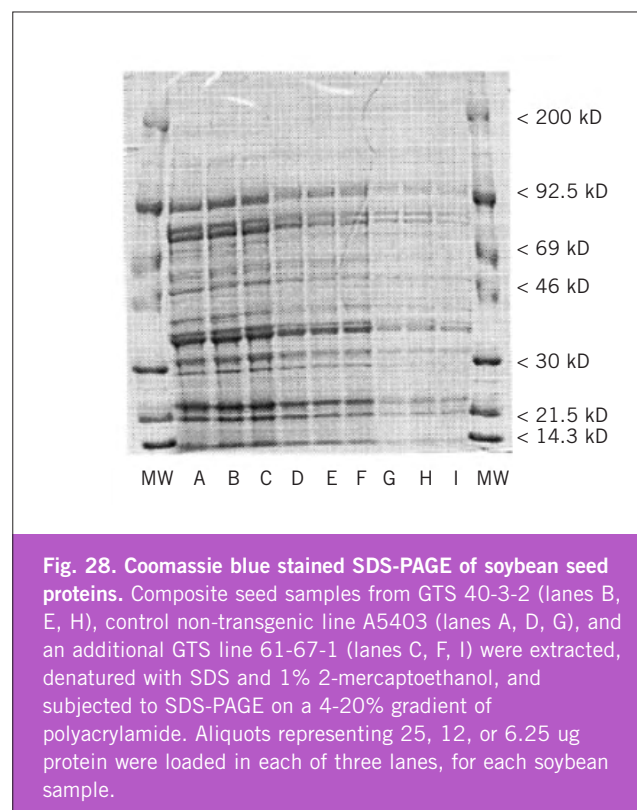 < 200 kD
< 92.5 kD
< 69 kD
< 46 kD
< 30 kD
< 21.5 kD
< 14.3 kD
MW A B C D E F G H I MW
Fig. 28. Coomassie blue stained SDS-PAGE of soybean seed
proteins. Composite seed samples from GTS 40-3-2 (lanes B,
E, H), control non-transgenic line A5403 (lanes A, D, G), and
an additional GTS line 61-67-1 (lanes C, F, I) were extracted,
denatured with SDS and 1% 2-mercaptoethanol, and
subjected to SDS-PAGE on a 4-20% gradient of
polyacrylamide. Aliquots representing 25, 12, or 6.25 ug
protein were loaded in each of three lanes, for each soybean
sample.